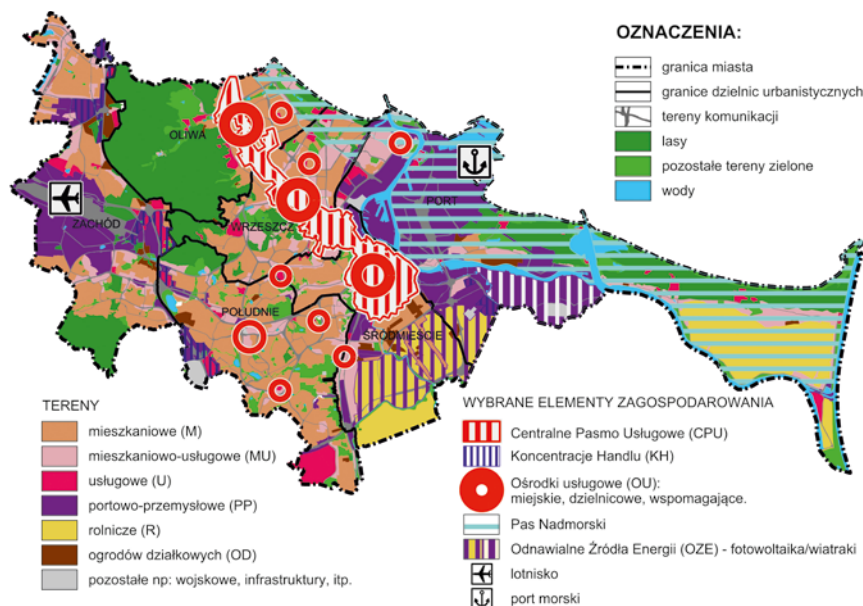 OZNACZENIA:
granica miasta
granice dzielnic urbanistycznych
tereny komunikacji
lasy
pozostałe tereny zielone
wody
OLIWA
PORT
ZACHÓD
WRZESZCZ
POŁUDNIE
ŚRÓDMIEŚCIE
TERENY
mieszkaniowe (M)
mieszkaniowo-usługowe (MU)
usługowe (U)
portowo-przemysłowe (PP)
rolnicze (R)
ogrodów działkowych (OD)
pozostałe np: wojskowe, infrastruktury, itp.
WYBRANE ELEMENTY ZAGOSPODAROWANIA
Centralne Pasmo Usługowe (CPU)
Koncentracje Handlu (KH)
Ośrodki usługowe (OU):
miejskie, dzielnicowe, wspomagające.
Pas Nadmorski
Odnawialne Źródła Energii (OZE) - fotowoltaika/wiatraki
lotnisko
port morski